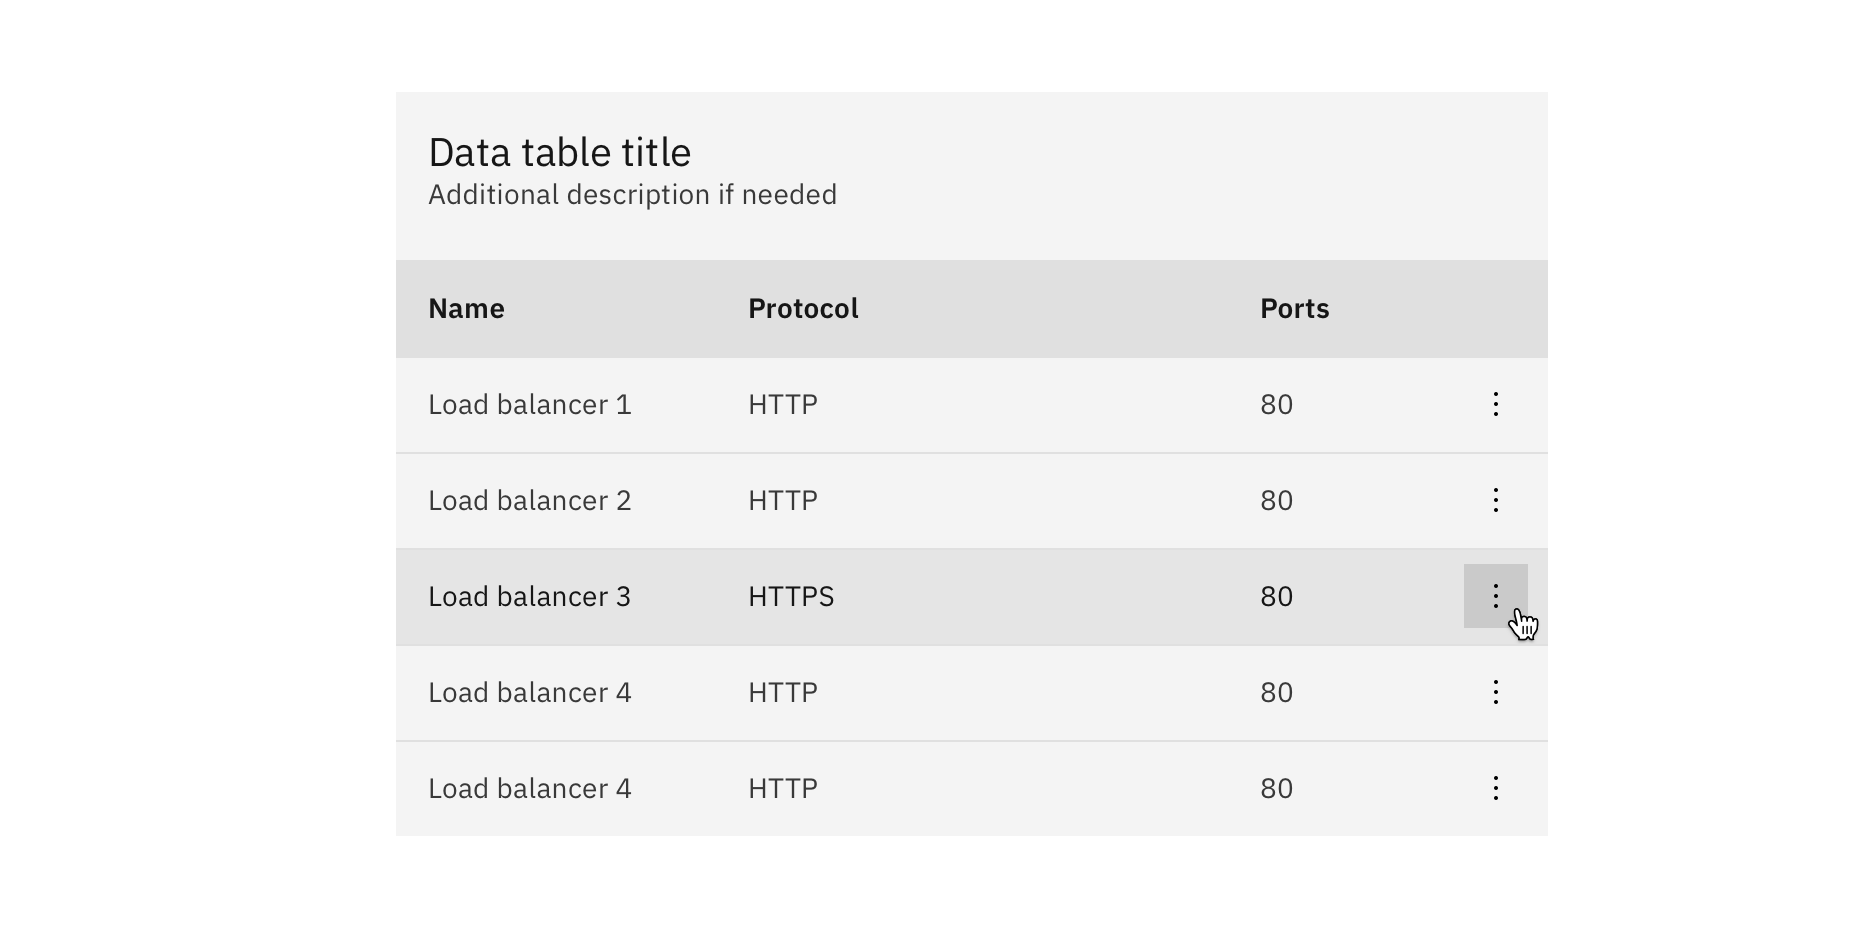 Data table title
Additional description if needed
Name Protocol Ports
Load balancer 1 HTTP 80
Load balancer 2 HTTP 80
Load balancer 3 HTTPS 80
Load balancer 4 HTTP 80
Load balancer 4 HTTP 80